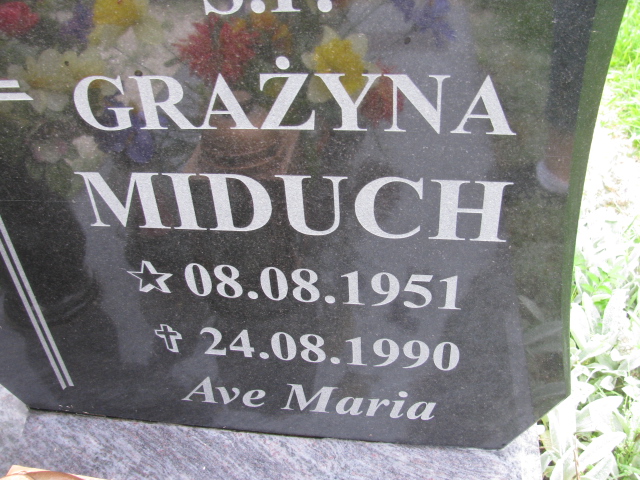 Ś.P.
GRAŻYNA
MIDUCH
08.08.1951
24.08.1990
Ave Maria